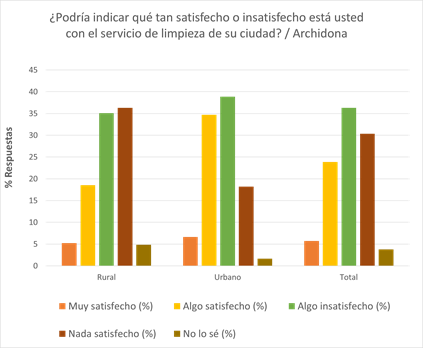 ¿Podría indicar qué tan satisfecho o insatisfecho está usted
con el servicio de limpieza de su ciudad? / Archidona
% Respuestas
45
40
35
30
25
20
15
10
5
0
Rural
Urbano
Total
Muy satisfecho (%)
Algo satisfecho (%)
Algo insatisfecho (%)
Nada satisfecho (%)
No lo sé (%)